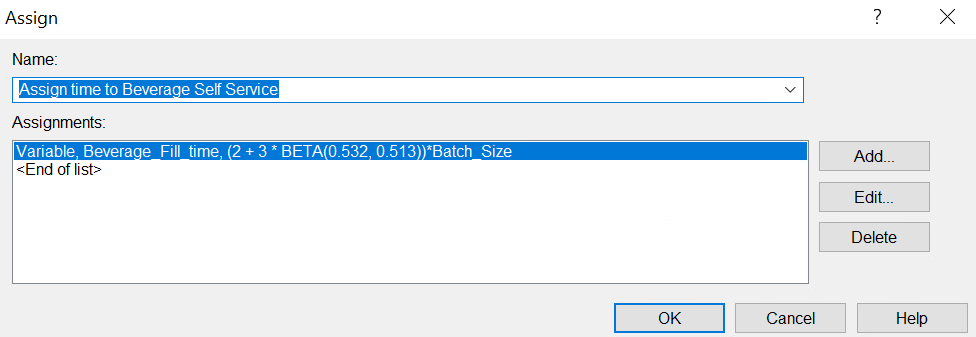 Assign
Name:
Assign time to Beverage Self Service
Assignments:
Variable, Beverage_Fill_time, (2 + 3 * BETA(0.532, 0.513))*Batch_Size
<End of list>
Add...
Edit...
Delete
OK
Cancel
Help